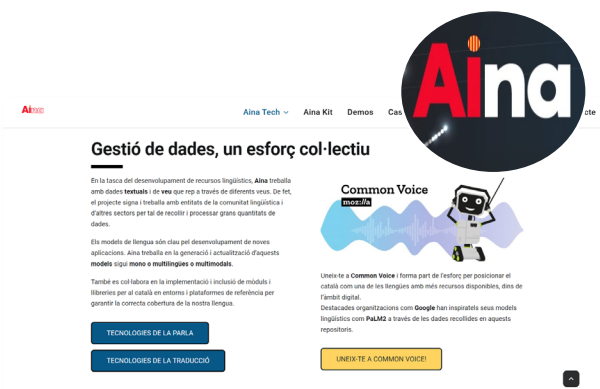 Aina
Aina
Aina Tech Aina Kit Demos Cas cte
Gestió de dades, un esforç col·lectiu
En la tasca del desenvolupament de recursos lingüístics, Aina treballa
amb dades textuals i de veu que rep a través de diferents veus. De fet,
el projecte signa i treballa amb entitats de la comunitat lingüística i
d'altres sectors per tal de recollir i processar grans quantitats de
dades.
Els models de llengua són clau pel desenvolupament de noves
aplicacions. Aina treballa en la generació i actualització d'aquests
models sigui mono o multilingües o multimodals.
També es col·labora en la implementació i inclusió de mòduls i
llibreries per al català en entorns i plataformes de referència per
garantir la correcta cobertura de la nostra llengua.
TECNOLOGIES DE LA PARLA
TECNOLOGIES DE LA TRADUCCIÓ
Common Voice
moz://a
Uneix-te a Common Voice i forma part de l'esforç per posicionar el
català com una de les llengües amb més recursos disponibles, dins de
l'àmbit digital.
Destacades organitzacions com Google han inspirat els seus models
lingüístics com PaLM2 a través de les dades recollides en aquests
repositoris.
UNEIX-TE A COMMON VOICE!